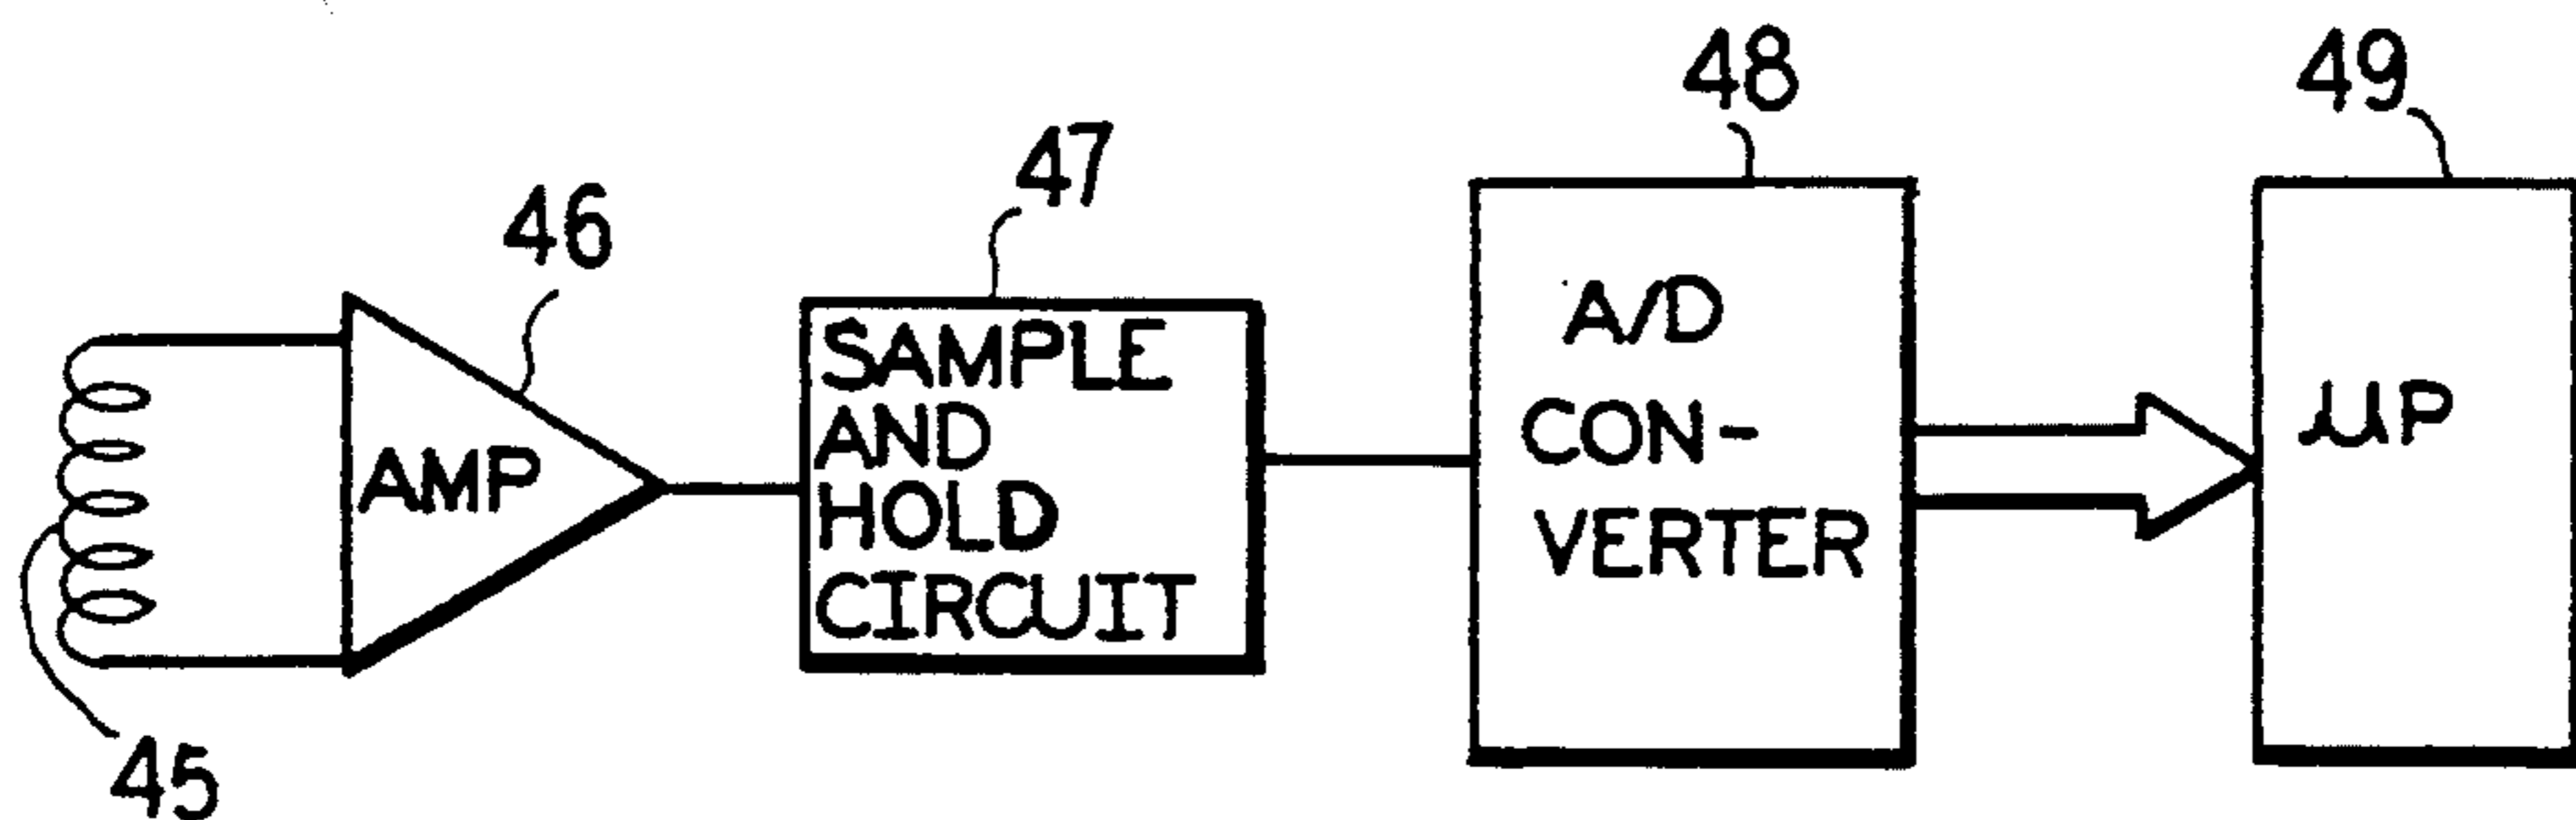 48
49
47
46
45
AMP
SAMPLE
AND
HOLD
CIRCUIT
A/D
CON-
VERTER
μP